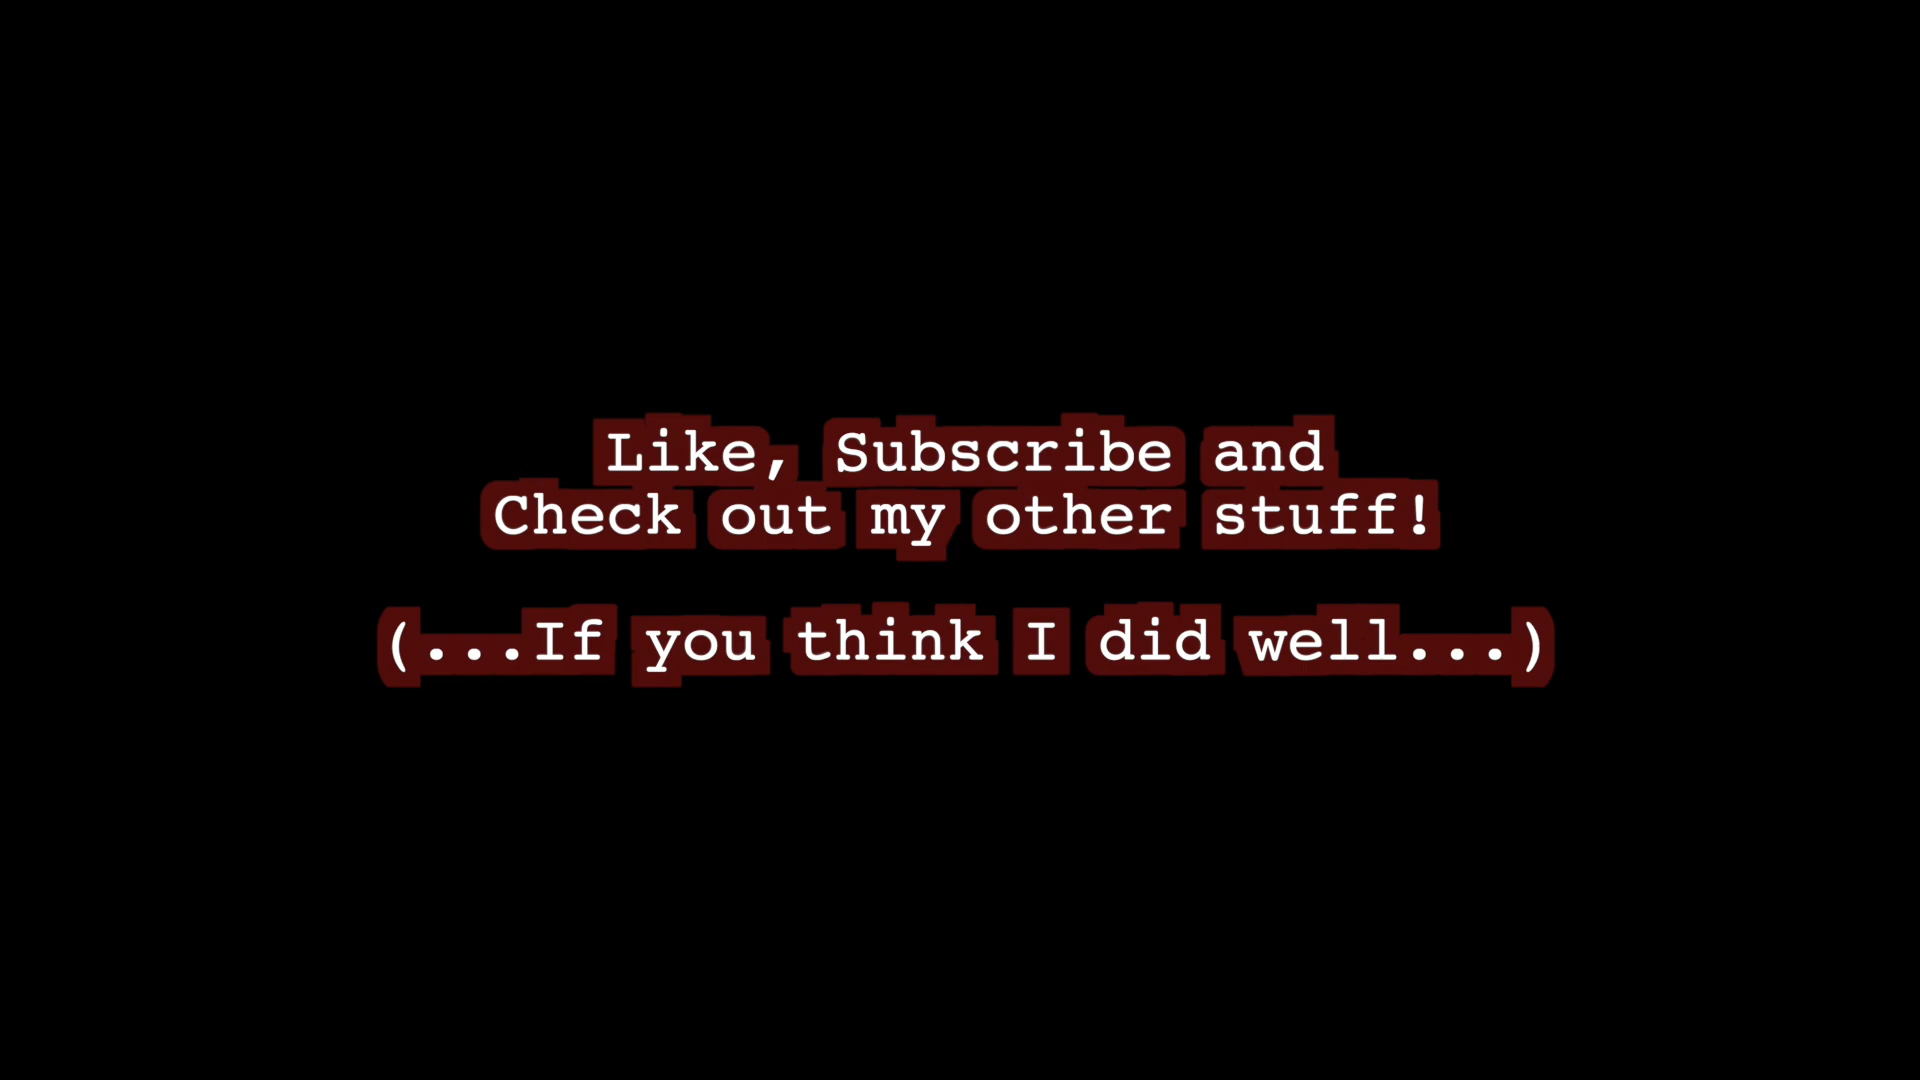 Like, Subscribe and
Check out my other stuff!
(...If you think I did well...)